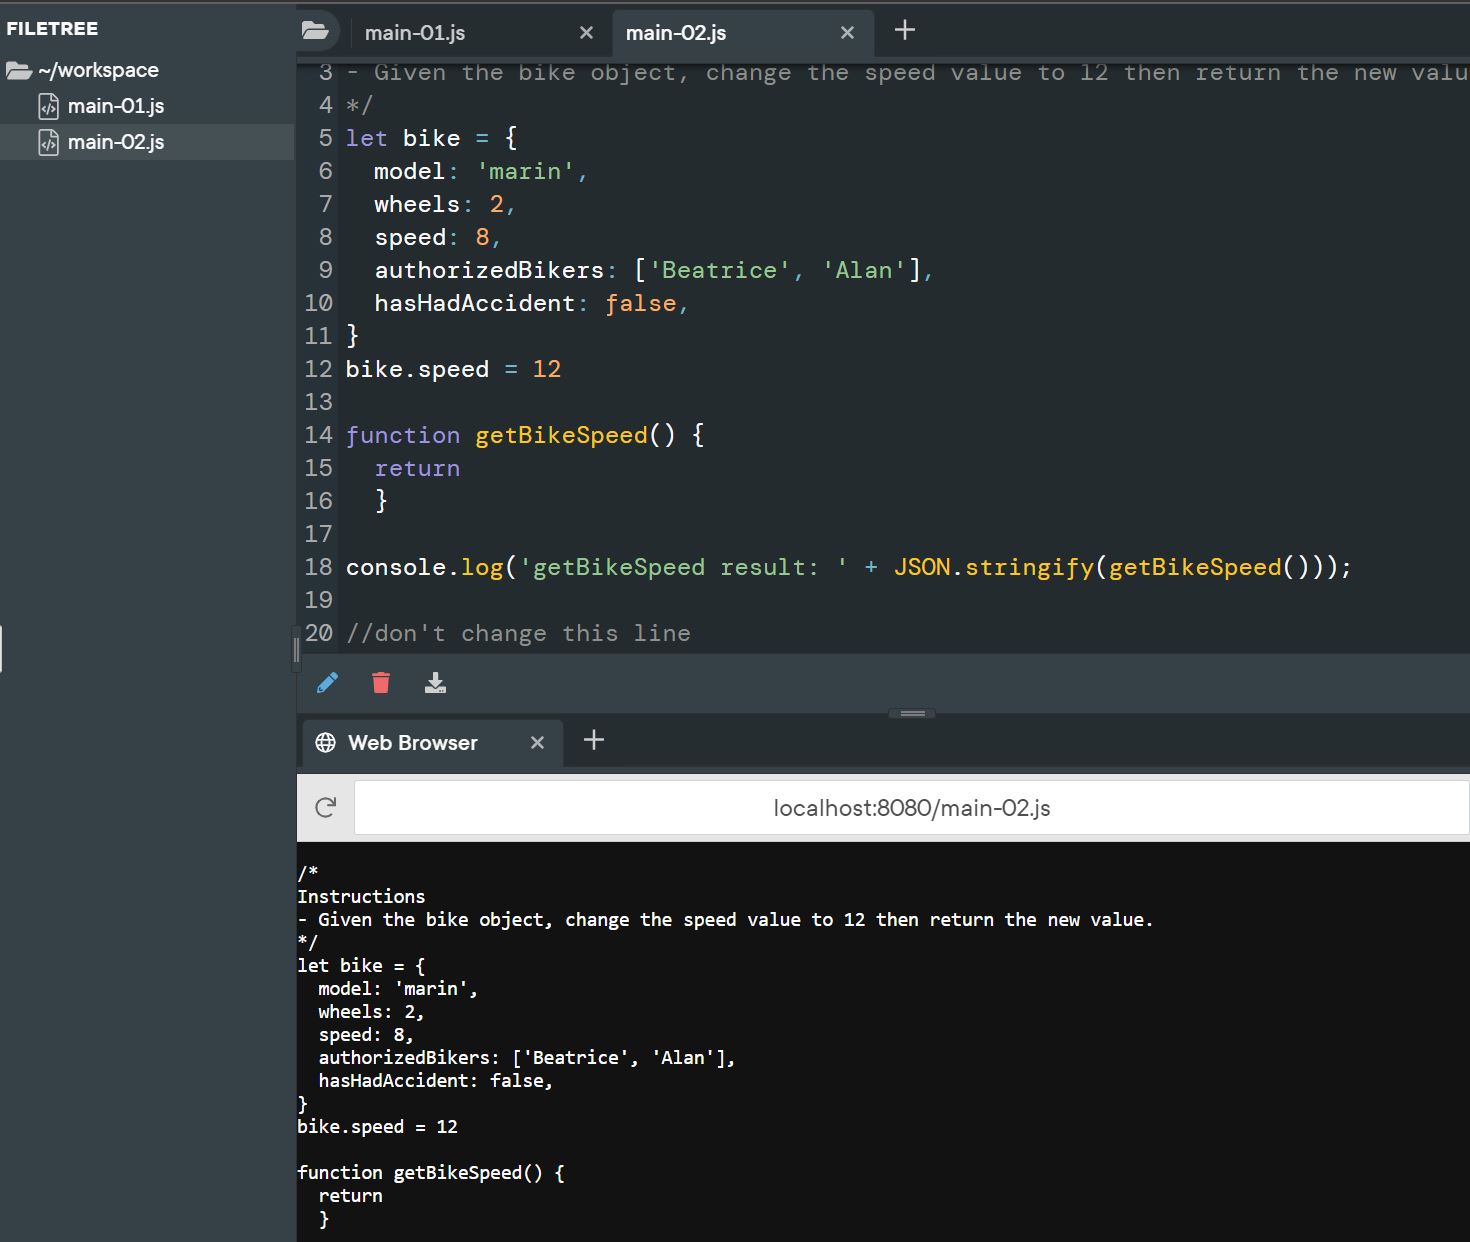 FILETREE
~/workspace
main-01.js
main-02.js
main-01.js
main-02.js
3 - Given the bike object, change the speed value to 12 then return the new valu
4 */
5 let bike = {
6 model: 'marin',
7 wheels: 2,
8 speed: 8,
9 authorizedBikers: ['Beatrice', 'Alan'],
10 hasHadAccident: false,
11 }
12 bike.speed = 12
13
14 function getBikeSpeed() {
15 return
16 }
17
18 console.log('getBikeSpeed result: ' + JSON.stringify(getBikeSpeed()));
19
20 //don't change this line
Web Browser
localhost:8080/main-02.js
/*
Instructions
- Given the bike object, change the speed value to 12 then return the new value.
*/
let bike = {
model: 'marin',
wheels: 2,
speed: 8,
authorizedBikers: ['Beatrice', 'Alan'],
hasHadAccident: false,
}
bike.speed = 12
function getBikeSpeed() {
return
}